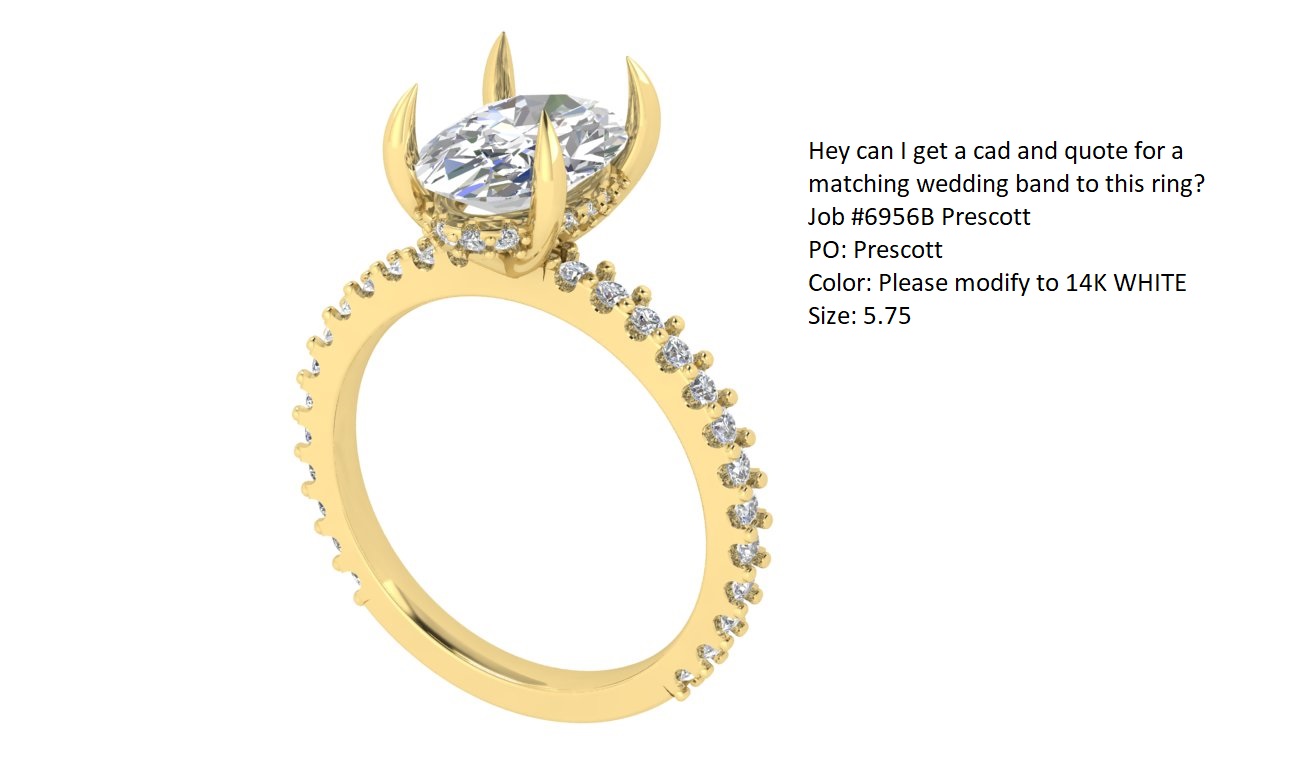 Hey can I get a cad and quote for a
matching wedding band to this ring?
Job #6956B Prescott
PO: Prescott
Color: Please modify to 14K WHITE
Size: 5.75